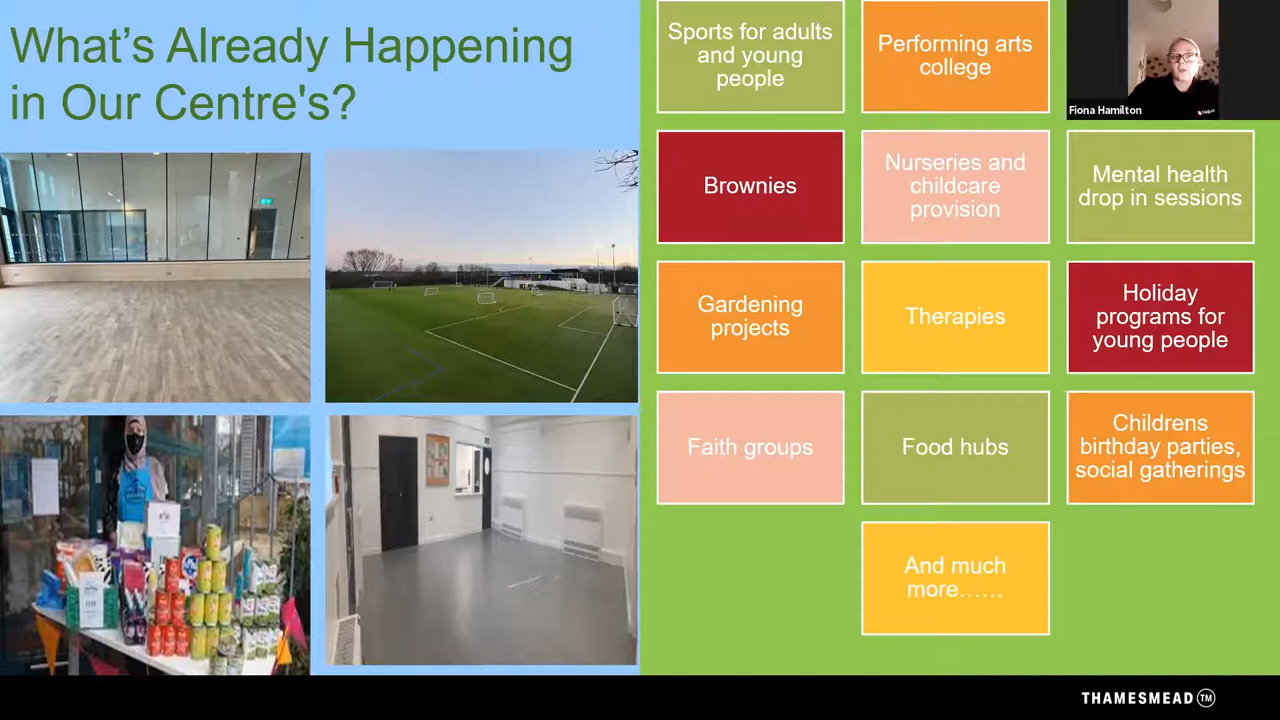 What's Already Happening
in Our Centre's?
Sports for adults
and young
people
Performing arts
college
Fiona Hamilton
Brownies
Nurseries and
childcare
provision
Mental health
drop in sessions
Gardening
projects
Therapies
Holiday
programs for
young people
Faith groups
Food hubs
Childrens
birthday parties,
social gatherings
And much
more……
THAMESMEAD TM